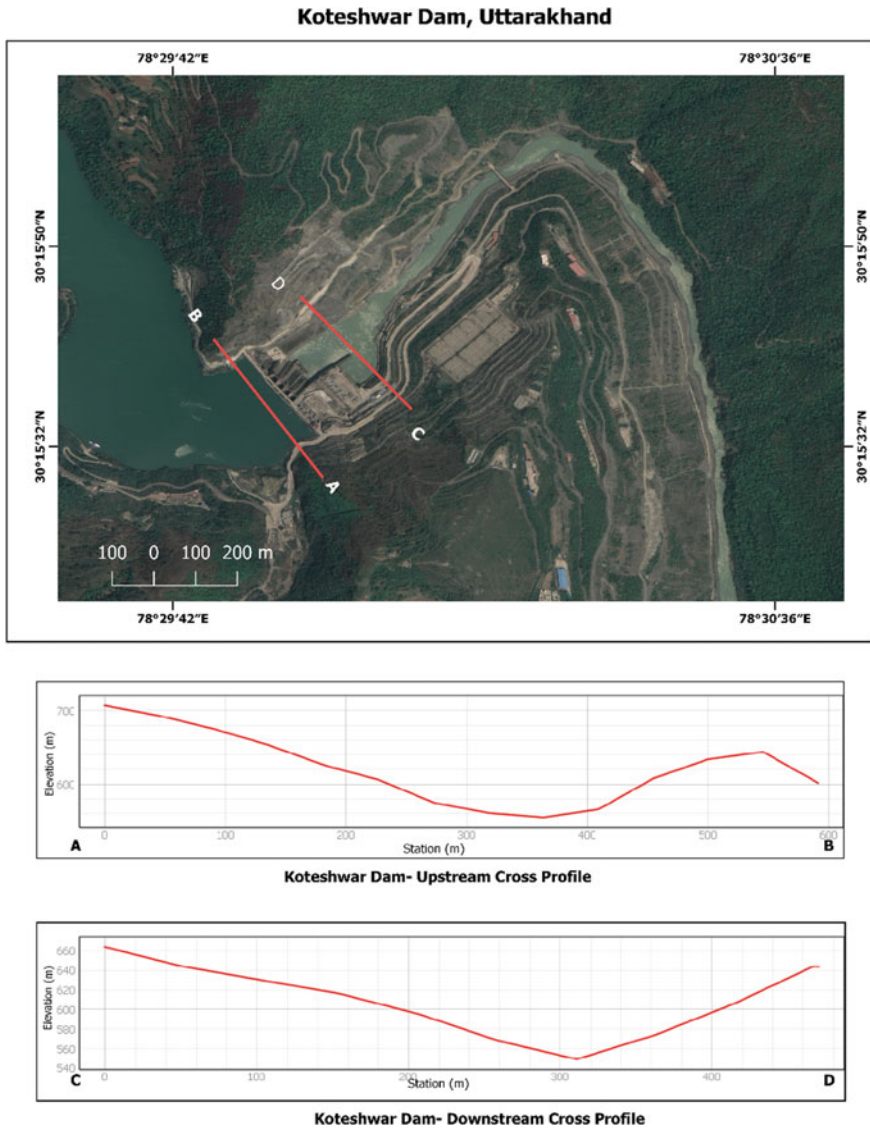 Koteshwar Dam, Uttarakhand
78°29'42"E 78°30'36"E
30°15'50"N 30°15'50"N
D
B
30°15'32"N 30°15'32"N
C
A
100 0 100 200 m
78°29'42"E 78°30'36"E
700
Elevation (m)
600
0 100 200 300 400 500 600
A Station (m) B
Koteshwar Dam- Upstream Cross Profile
660
640
620
Elevation (m)
600
580
560
540
0 100 200 300 400
C Station (m) D
Koteshwar Dam- Downstream Cross Profile